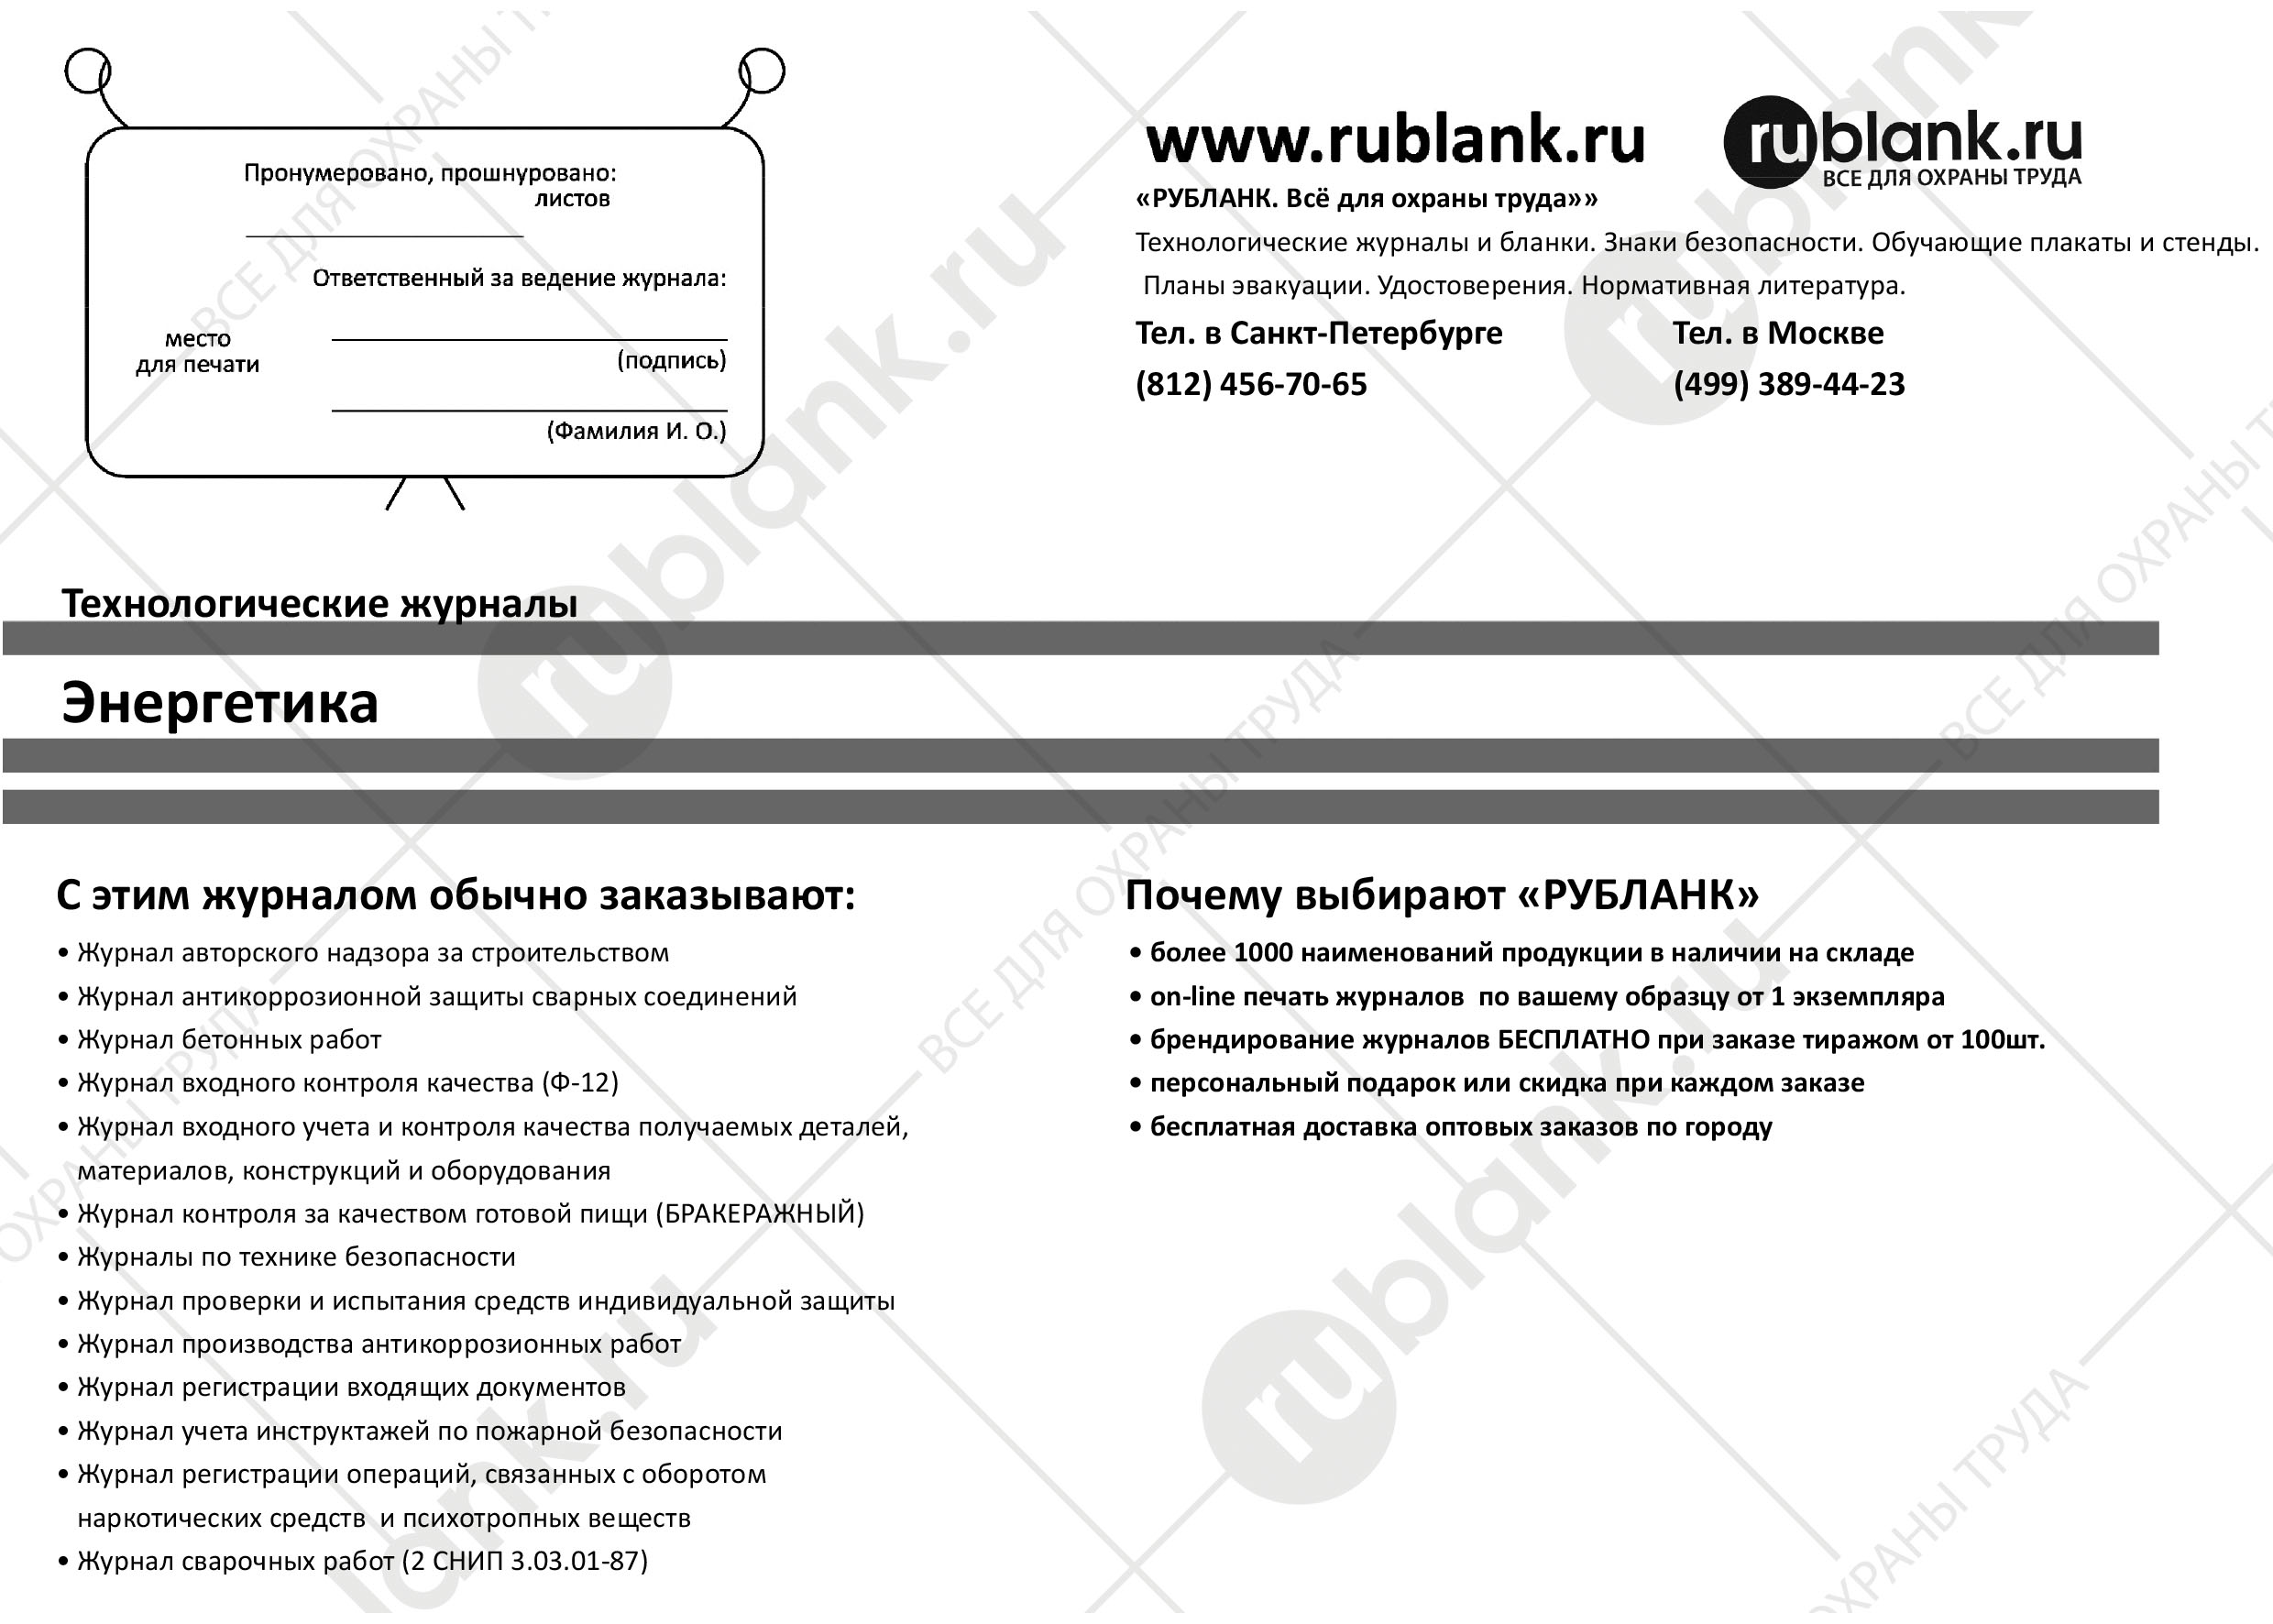 Пронумеровано, прошнуровано:
листов
Ответственный за ведение журнала:
место
для печати
(подпись)
(Фамилия И. О.)
www.rublank.ru
rublank.ru
ВСЕ ДЛЯ ОХРАНЫ ТРУДА
«РУБЛАНК. Всё для охраны труда»»
Технологические журналы и бланки. Знаки безопасности. Обучающие плакаты и стенды.
Планы эвакуации. Удостоверения. Нормативная литература.
Тел. в Санкт-Петербурге
(812) 456-70-65
Тел. в Москве
(499) 389-44-23
Технологические журналы
Энергетика
С этим журналом обычно заказывают:
• Журнал авторского надзора за строительством
• Журнал антикоррозионной защиты сварных соединений
• Журнал бетонных работ
• Журнал входного контроля качества (Ф-12)
• Журнал входного учета и контроля качества получаемых деталей,
материалов, конструкций и оборудования
• Журнал контроля за качеством готовой пищи (БРАКЕРАЖНЫЙ)
• Журналы по технике безопасности
• Журнал проверки и испытания средств индивидуальной защиты
• Журнал производства антикоррозионных работ
• Журнал регистрации входящих документов
• Журнал учета инструктажей по пожарной безопасности
• Журнал регистрации операций, связанных с оборотом
наркотических средств  и психотропных веществ
• Журнал сварочных работ (2 СНИП 3.03.01-87)
Почему выбирают «РУБЛАНК»
• более 1000 наименований продукции в наличии на складе
• on-line печать журналов  по вашему образцу от 1 экземпляра
• брендирование журналов БЕСПЛАТНО при заказе тиражом от 100шт.
• персональный подарок или скидка при каждом заказе
• бесплатная доставка оптовых заказов по городу
rublank.ru
ВСЕ ДЛЯ ОХРАНЫ ТРУДА